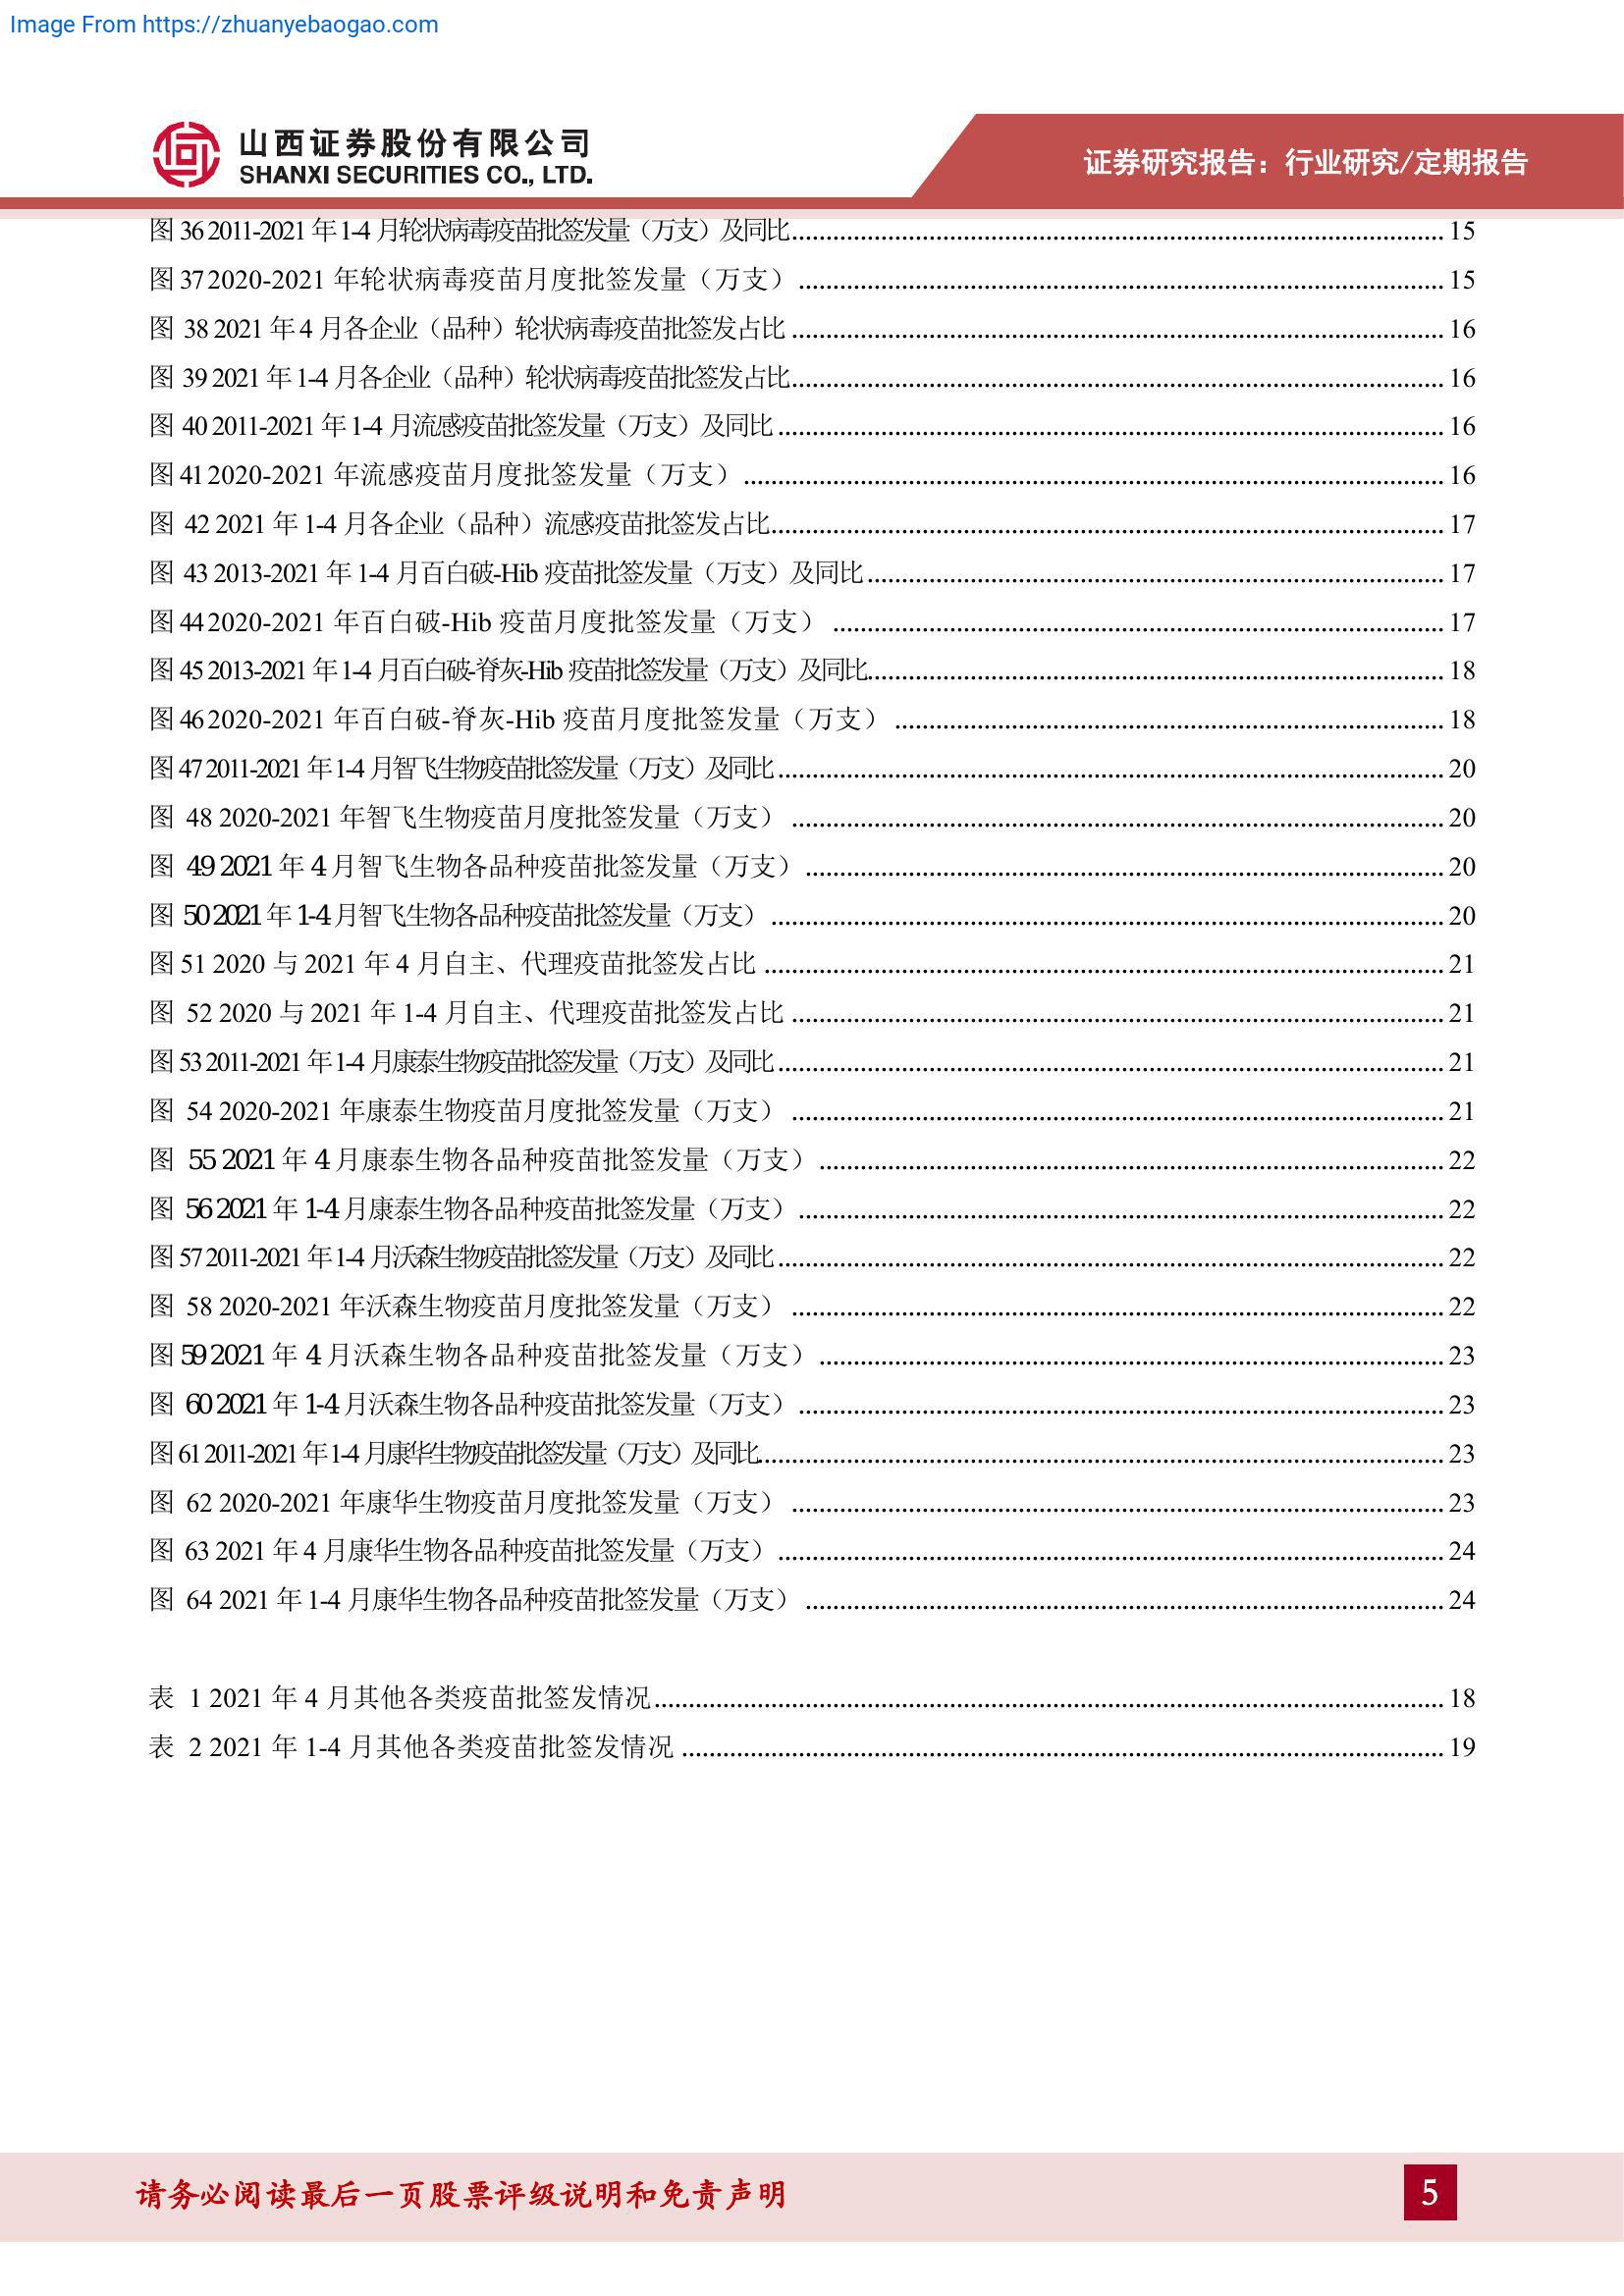 Image From https://zhuanyebaogao.com
山西证券股份有限公司
SHANXI SECURITIES CO., LTD.
证券研究报告：行业研究/定期报告
图 36 2011-2021 年 1-4 月轮状病毒疫苗批签发量（万支）及同比 15
图 37 2020-2021 年轮状病毒疫苗月度批签发量（万支） 15
图 38 2021 年 4 月各企业（品种）轮状病毒疫苗批签发占比 16
图 39 2021 年 1-4 月各企业（品种）轮状病毒疫苗批签发占比 16
图 40 2011-2021 年 1-4 月流感疫苗批签发量（万支）及同比 16
图 41 2020-2021 年流感疫苗月度批签发量（万支） 16
图 42 2021 年 1-4 月各企业（品种）流感疫苗批签发占比 17
图 43 2013-2021 年 1-4 月百白破-Hib 疫苗批签发量（万支）及同比 17
图 44 2020-2021 年百白破-Hib 疫苗月度批签发量（万支） 17
图 45 2013-2021 年 1-4 月百白破-脊灰-Hib 疫苗批签发量（万支）及同比 18
图 46 2020-2021 年百白破-脊灰-Hib 疫苗月度批签发量（万支） 18
图 47 2011-2021 年 1-4 月智飞生物疫苗批签发量（万支）及同比 20
图 48 2020-2021 年智飞生物疫苗月度批签发量（万支） 20
图 49 2021 年 4 月智飞生物各品种疫苗批签发量（万支） 20
图 50 2021 年 1-4 月智飞生物各品种疫苗批签发量（万支） 20
图 51 2020 与 2021 年 4 月自主、代理疫苗批签发占比 21
图 52 2020 与 2021 年 1-4 月自主、代理疫苗批签发占比 21
图 53 2011-2021 年 1-4 月康泰生物疫苗批签发量（万支）及同比 21
图 54 2020-2021 年康泰生物疫苗月度批签发量（万支） 21
图 55 2021 年 4 月康泰生物各品种疫苗批签发量（万支） 22
图 56 2021 年 1-4 月康泰生物各品种疫苗批签发量（万支） 22
图 57 2011-2021 年 1-4 月沃森生物疫苗批签发量（万支）及同比 22
图 58 2020-2021 年沃森生物疫苗月度批签发量（万支） 22
图 59 2021 年 4 月沃森生物各品种疫苗批签发量（万支） 23
图 60 2021 年 1-4 月沃森生物各品种疫苗批签发量（万支） 23
图 61 2011-2021 年 1-4 月康华生物疫苗批签发量（万支）及同比 23
图 62 2020-2021 年康华生物疫苗月度批签发量（万支） 23
图 63 2021 年 4 月康华生物各品种疫苗批签发量（万支） 24
图 64 2021 年 1-4 月康华生物各品种疫苗批签发量（万支） 24
表 1 2021 年 4 月其他各类疫苗批签发情况 18
表 2 2021 年 1-4 月其他各类疫苗批签发情况 19
请务必阅读最后一页股票评级说明和免责声明
5